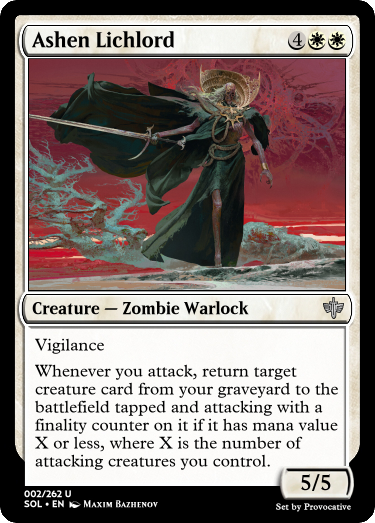 Ashen Lichlord 4
Creature — Zombie Warlock
Vigilance
Whenever you attack, return target
creature card from your graveyard to the
battlefield tapped and attacking with a
finality counter on it if it has mana value
X or less, where X is the number of
attacking creatures you control.
5/5
002/262 U
SOL • EN Maxim Bazhenov
Set by Provocative